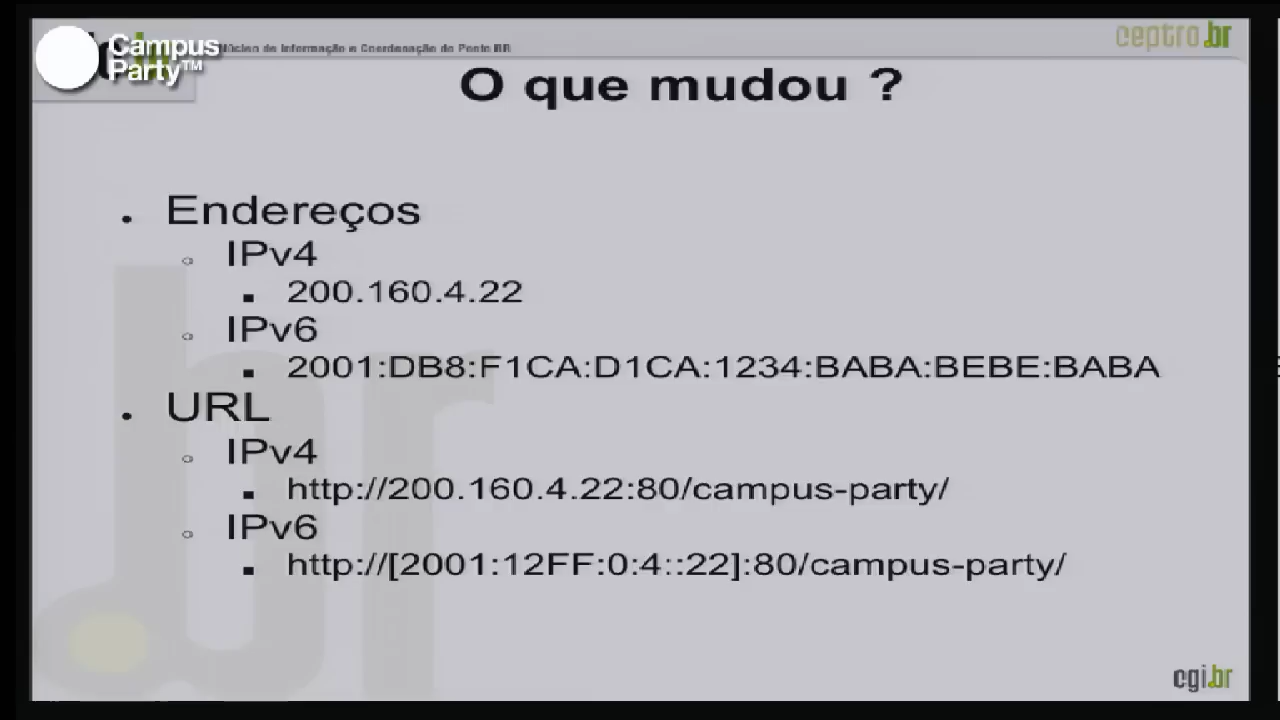 Campus
Party™
Núcleo de Informação e Coordenação do Ponto BR
ceptro.br
O que mudou ?
Endereços
IPv4
200.160.4.22
IPv6
2001:DB8:F1CA:D1CA:1234:BABA:BEBE:BABA
URL
IPv4
http://200.160.4.22:80/campus-party/
IPv6
http://[2001:12FF:0:4::22]:80/campus-party/
cgi.br